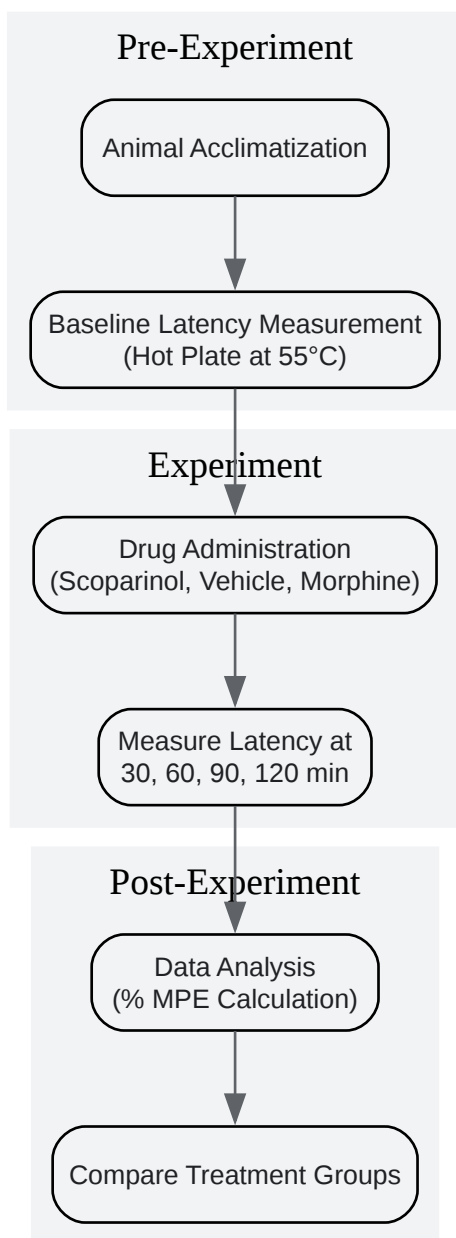 Pre-Experiment
Animal Acclimatization
Baseline Latency Measurement
(Hot Plate at 55°C)
Experiment
Drug Administration
(Scoparinol, Vehicle, Morphine)
Measure Latency at
30, 60, 90, 120 min
Post-Experiment
Data Analysis
(% MPE Calculation)
Compare Treatment Groups